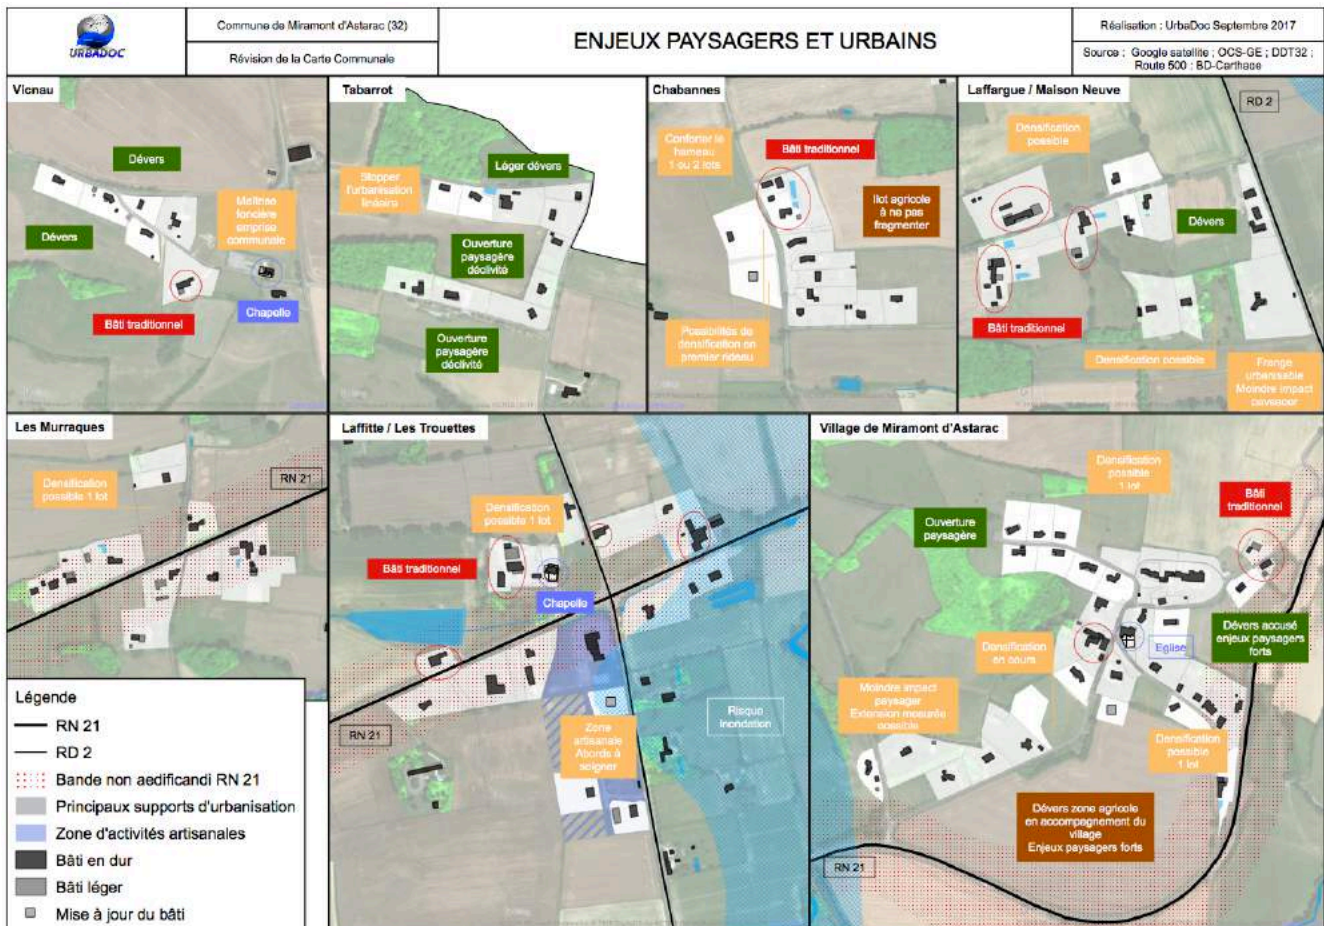 URBADOC
Commune de Miramont d'Astarac (32)
Révision de la Carte Communale
ENJEUX PAYSAGERS ET URBAINS
Réalisation : UrbaDoc Septembre 2017
Source : Google satellite ; OCS-GE ; DDT32 ;
Route 500 ; BD-Carthage
Vicnau
Dévers
Dévers
Maîtrise
foncière
emprise
communale
Bâti traditionnel
Chapelle
Tabarrot
Stopper
l'urbanisation
linéaire
Léger dévers
Ouverture
paysagère
déclivité
Ouverture
paysagère
déclivité
Chabannes
Conforter le
hameau
1 ou 2 lots
Bâti traditionnel
Ilot agricole
à ne pas
fragmenter
Possibilités de
densification en
premier rideau
Laffargue / Maison Neuve
RD 2
Densification
possible
Dévers
Bâti traditionnel
Densification possible
Frange
urbanisable
Moindre impact
paysager
Les Murraques
Densification
possible 1 lot
RN 21
Laffitte / Les Trouettes
Densification
possible 1 lot
Bâti traditionnel
Chapelle
RN 21
Zone
artisanale
Abords à
soigner
Risque
inondation
Village de Miramont d'Astarac
Densification
possible
1 lot
Bâti
traditionnel
Ouverture
paysagère
Dévers accusé
enjeux paysagers
forts
Eglise
Densification
en cours
Moindre impact
paysager
Extension mesurée
possible
Densification
possible
1 lot
Dévers zone agricole
en accompagnement du
village
Enjeux paysagers forts
RN 21
Légende
RN 21
RD 2
Bande non aedificandi RN 21
Principaux supports d'urbanisation
Zone d'activités artisanales
Bâti en dur
Bâti léger
Mise à jour du bâti